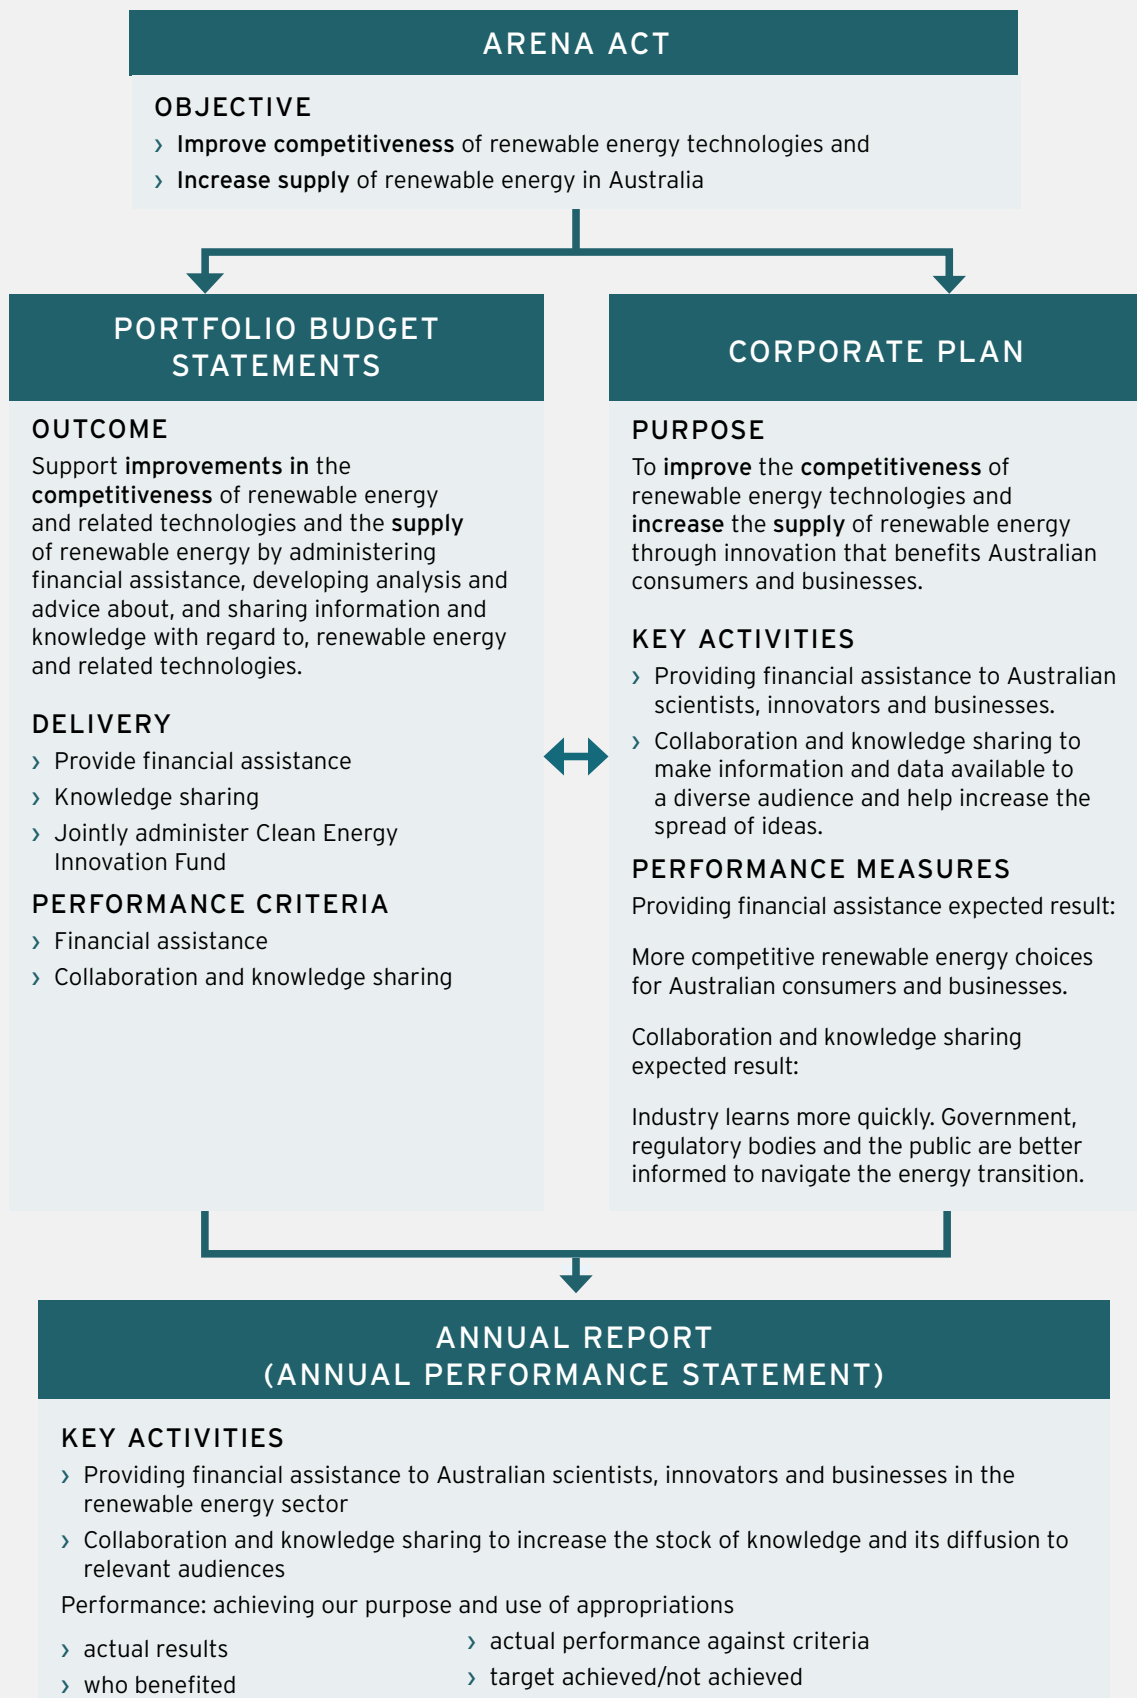 ARENA ACT
OBJECTIVE
› Improve competitiveness of renewable energy technologies and
› Increase supply of renewable energy in Australia
PORTFOLIO BUDGET
STATEMENTS
OUTCOME
Support improvements in the
competitiveness of renewable energy
and related technologies and the supply
of renewable energy by administering
financial assistance, developing analysis and
advice about, and sharing information and
knowledge with regard to, renewable energy
and related technologies.
DELIVERY
› Provide financial assistance
› Knowledge sharing
› Jointly administer Clean Energy
Innovation Fund
PERFORMANCE CRITERIA
› Financial assistance
› Collaboration and knowledge sharing
CORPORATE PLAN
PURPOSE
To improve the competitiveness of
renewable energy technologies and
increase the supply of renewable energy
through innovation that benefits Australian
consumers and businesses.
KEY ACTIVITIES
› Providing financial assistance to Australian
scientists, innovators and businesses.
› Collaboration and knowledge sharing to
make information and data available to
a diverse audience and help increase the
spread of ideas.
PERFORMANCE MEASURES
Providing financial assistance expected result:
More competitive renewable energy choices
for Australian consumers and businesses.
Collaboration and knowledge sharing
expected result:
Industry learns more quickly. Government,
regulatory bodies and the public are better
informed to navigate the energy transition.
ANNUAL REPORT
(ANNUAL PERFORMANCE STATEMENT)
KEY ACTIVITIES
› Providing financial assistance to Australian scientists, innovators and businesses in the
renewable energy sector
› Collaboration and knowledge sharing to increase the stock of knowledge and its diffusion to
relevant audiences
Performance: achieving our purpose and use of appropriations
› actual results
› who benefited
› actual performance against criteria
› target achieved/not achieved